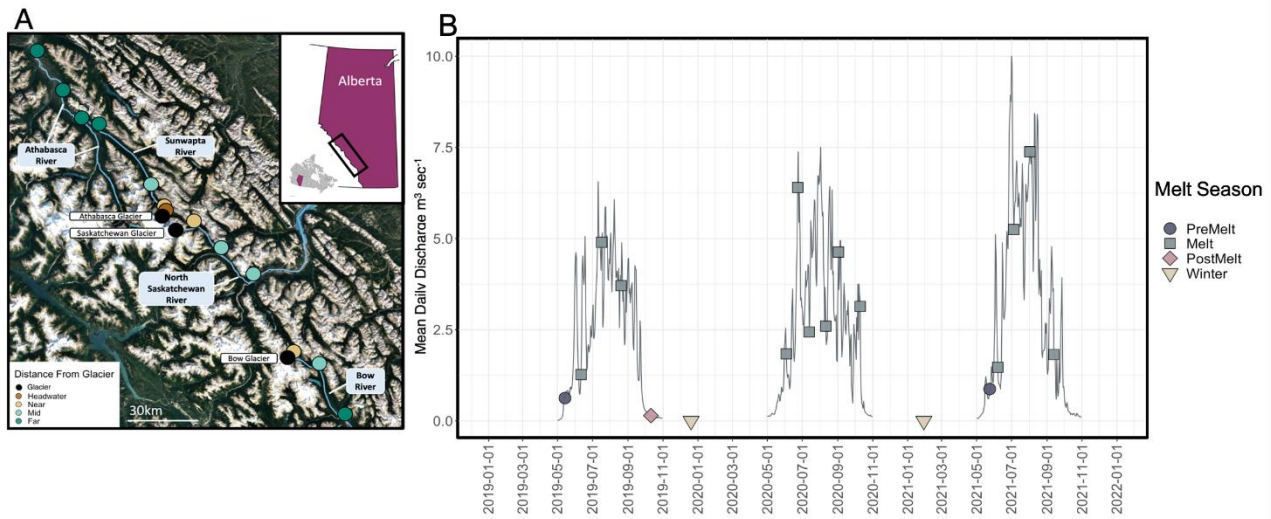 A
Alberta
Athabasca
River
Sunwapta
River
Athabasca Glacier
Saskatchewan Glacier
North
Saskatchewan
River
Bow Glacier
Bow
River
Distance From Glacier
Glacier
Headwater
Near
Mid
Far
30km
B
Mean Daily Discharge m³ sec⁻¹
10.0
7.5
5.0
2.5
0.0
2019-01-01
2019-03-01
2019-05-01
2019-07-01
2019-09-01
2019-11-01
2020-01-01
2020-03-01
2020-05-01
2020-07-01
2020-09-01
2020-11-01
2021-01-01
2021-03-01
2021-05-01
2021-07-01
2021-09-01
2021-11-01
2022-01-01
Melt Season
PreMelt
Melt
PostMelt
Winter